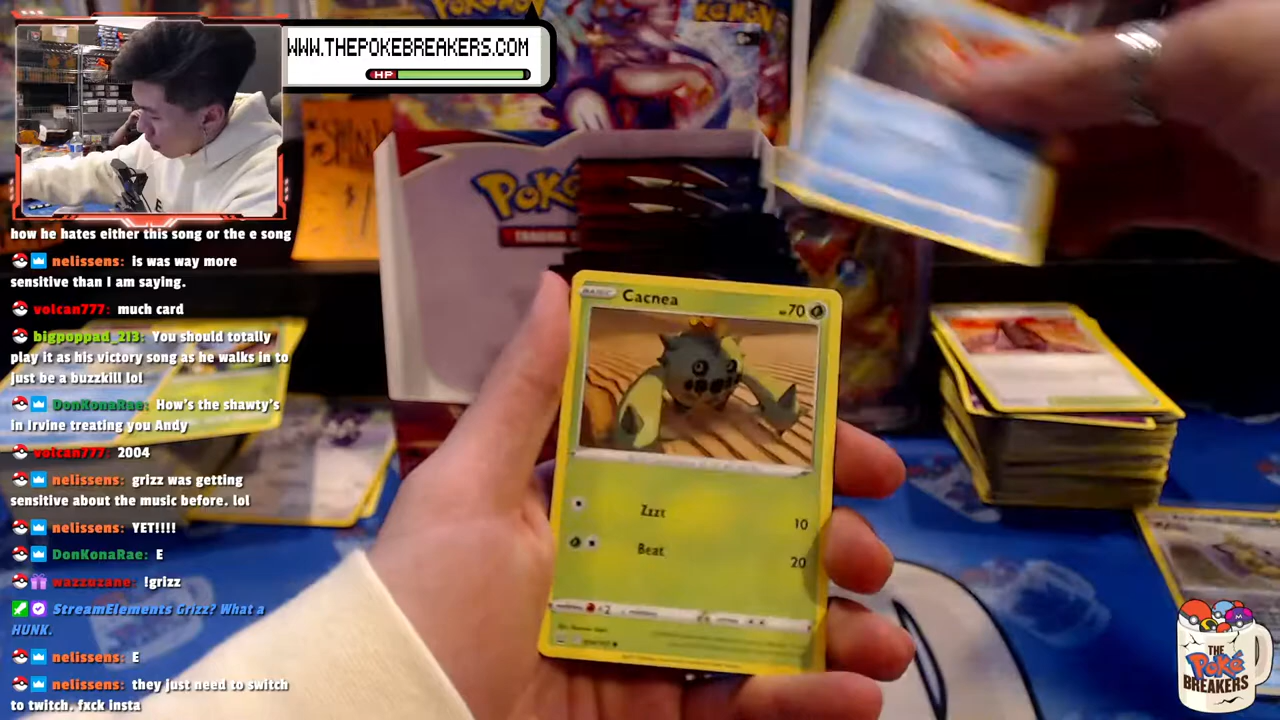 WWW.THEPOKEBREAKERS.COM
HP
how he hates either this song or the e song
nelissens: is was way more
sensitive than I am saying.
volcan777: much card
bigpoppad_213: You should totally
play it as his victory song as he walks in to
just be a buzzkill lol
DonKonaRae: How's the shawty's
in Irvine treating you Andy
volcan777: 2004
nelissens: grizz was getting
sensitive about the music before. lol
nelissens: YET!!!!
DonKonaRae: E
wazzuzane: !grizz
StreamElements Grizz? What a
HUNK.
nelissens: E
nelissens: they just need to switch
to twitch, fxck insta
BASIC Cacnea 70
Zzzt 10
Beat 20
×2
THE
Poké
BREAKERS